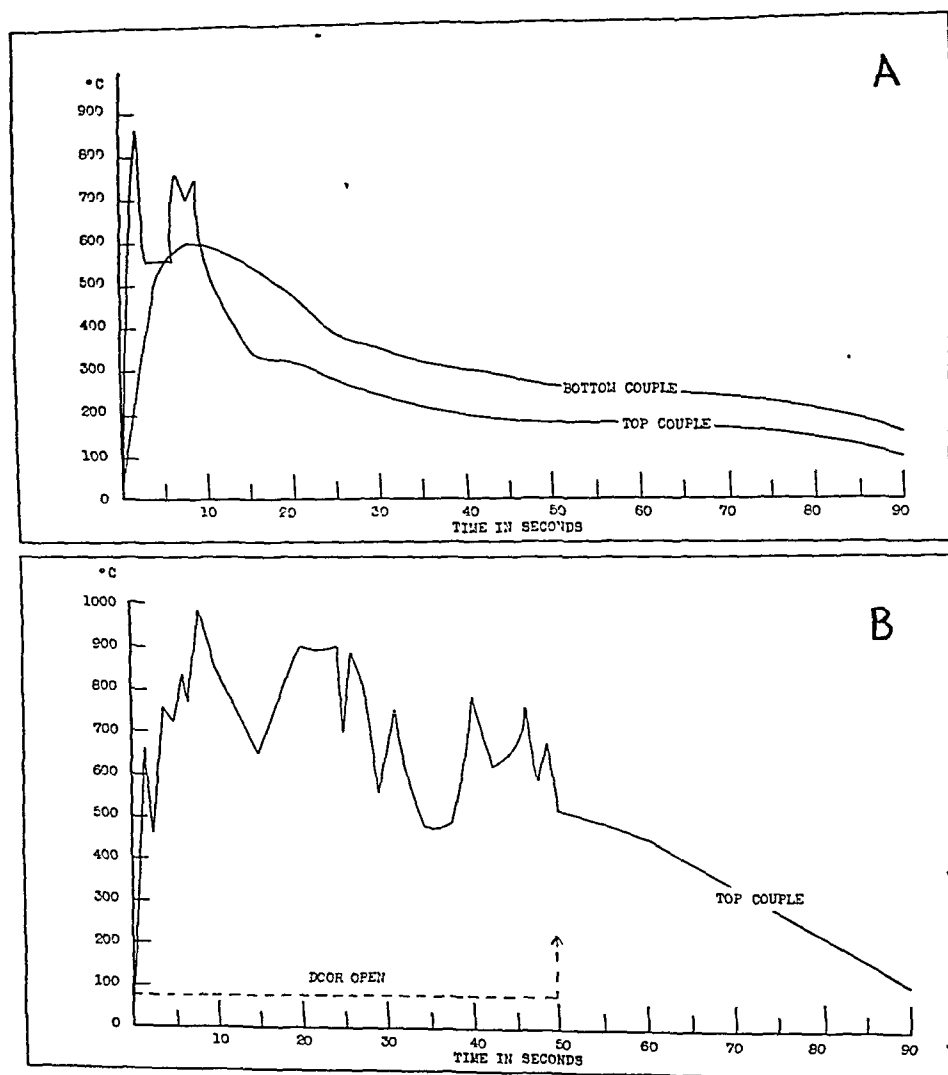 A
°C
900
800
700
600
500
400
300
200
100
0
BOTTOM COUPLE
TOP COUPLE
10 20 30 40 50 60 70 80 90
TIME IN SECONDS
B
°C
1000
900
800
700
600
500
400
300
200
100
0
TOP COUPLE
DOOR OPEN
10 20 30 40 50 60 70 80 90
TIME IN SECONDS